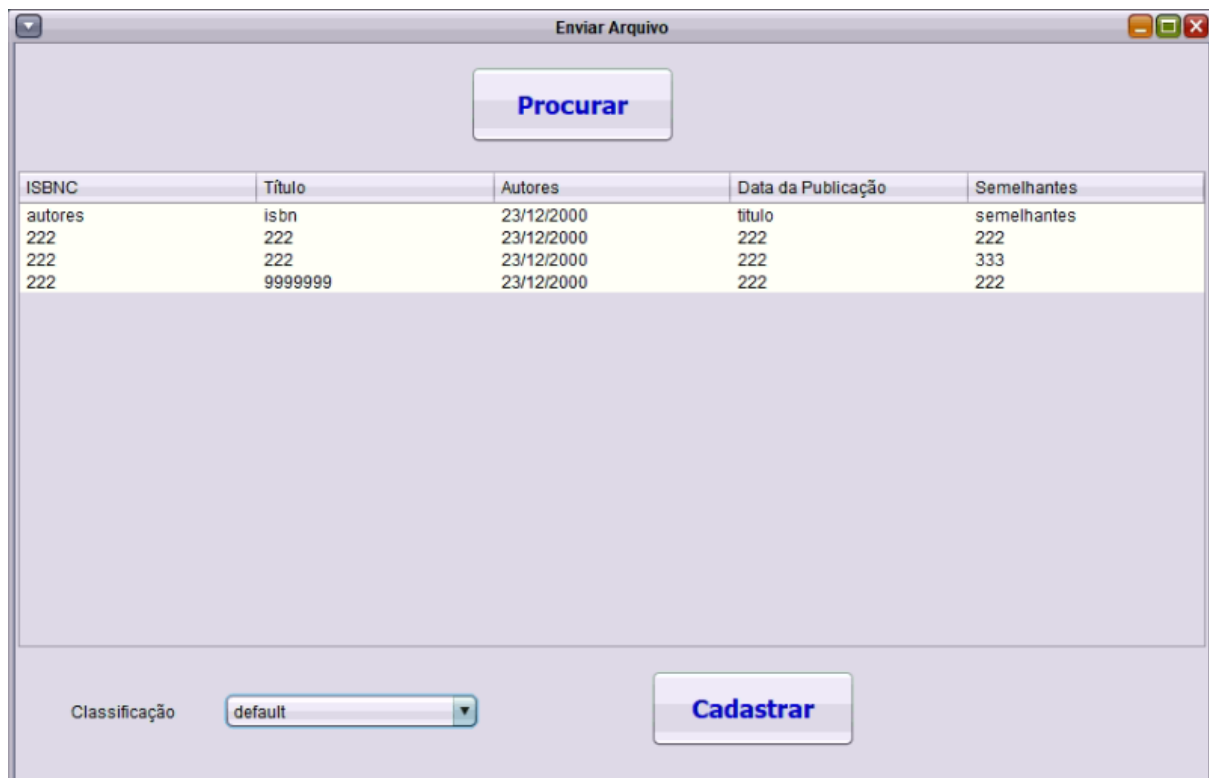 Enviar Arquivo
Procurar
ISBNC Título Autores Data da Publicação Semelhantes
autores isbn 23/12/2000 titulo semelhantes
222 222 23/12/2000 222 222
222 222 23/12/2000 222 333
222 9999999 23/12/2000 222 222
Classificação default Cadastrar